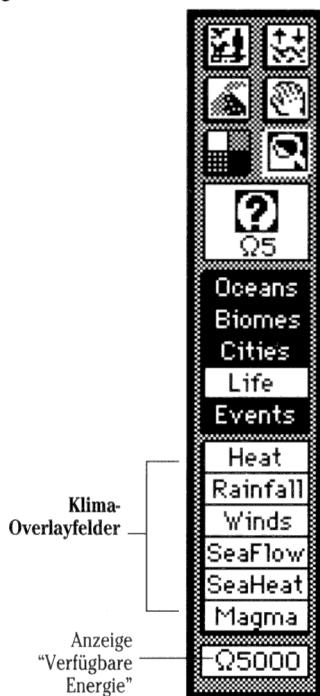 ?
Ω5
Oceans
Biomes
Cities
Life
Events
Heat
Rainfall
Winds
SeaFlow
SeaHeat
Magma
Ω5000
Klima-
Overlayfelder
Anzeige
“Verfügbare
Energie”